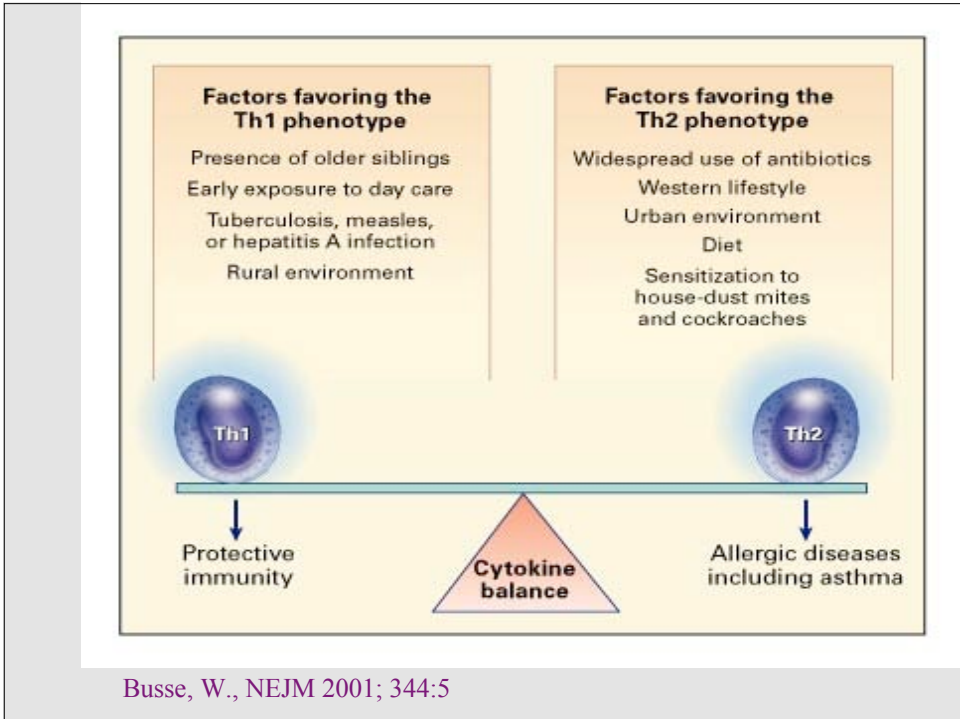 Factors favoring the
Th1 phenotype
Presence of older siblings
Early exposure to day care
Tuberculosis, measles,
or hepatitis A infection
Rural environment
Factors favoring the
Th2 phenotype
Widespread use of antibiotics
Western lifestyle
Urban environment
Diet
Sensitization to
house-dust mites
and cockroaches
Th1
Th2
Protective
immunity
Cytokine
balance
Allergic diseases
including asthma
Busse, W., NEJM 2001; 344:5